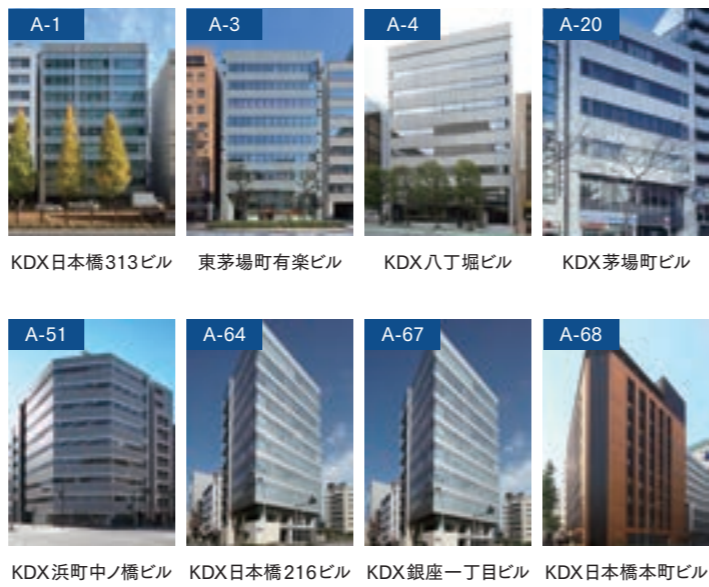 A-1
A-3
A-4
A-20
KDX日本橋313ビル
東茅場町有楽ビル
KDX八丁堀ビル
KDX茅場町ビル
A-51
A-64
A-67
A-68
KDX浜町中ノ橋ビル
KDX日本橋216ビル
KDX銀座一丁目ビル
KDX日本橋本町ビル